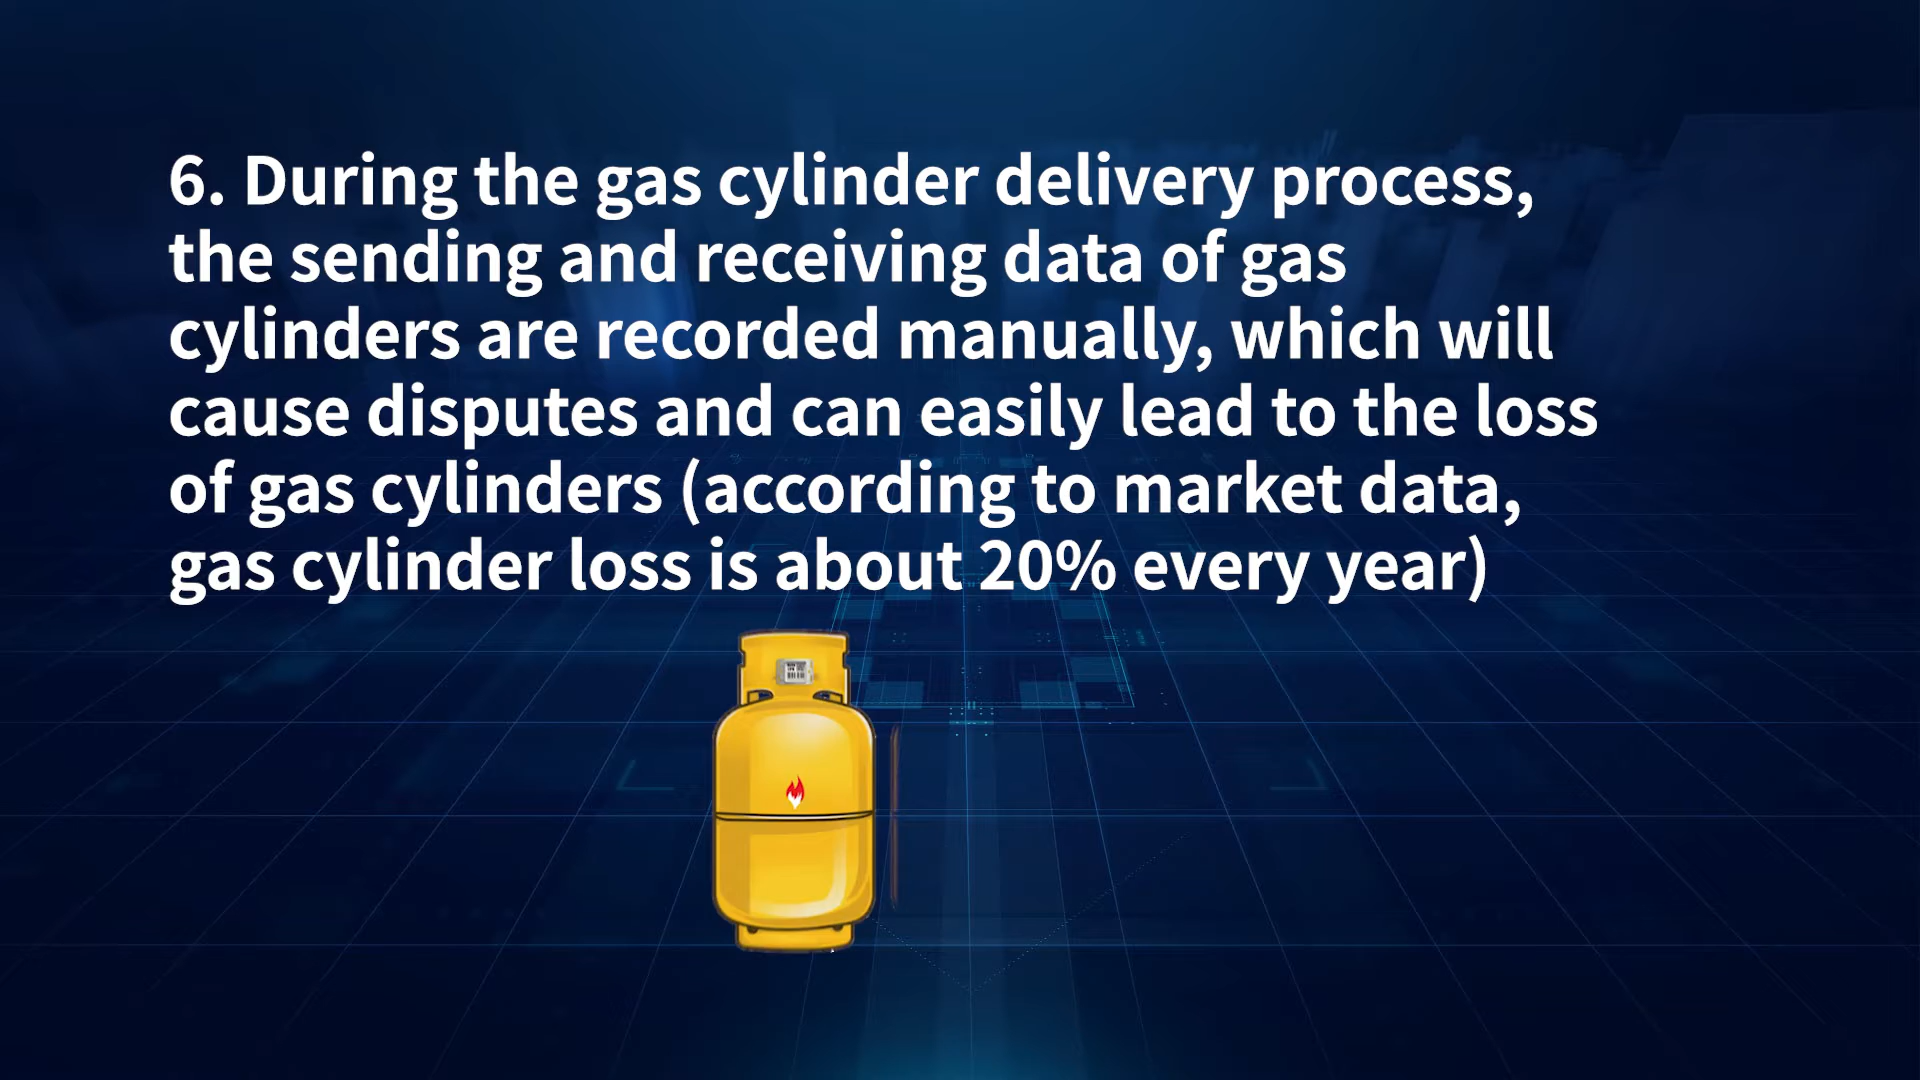 6. During the gas cylinder delivery process,
the sending and receiving data of gas
cylinders are recorded manually, which will
cause disputes and can easily lead to the loss
of gas cylinders (according to market data,
gas cylinder loss is about 20% every year)